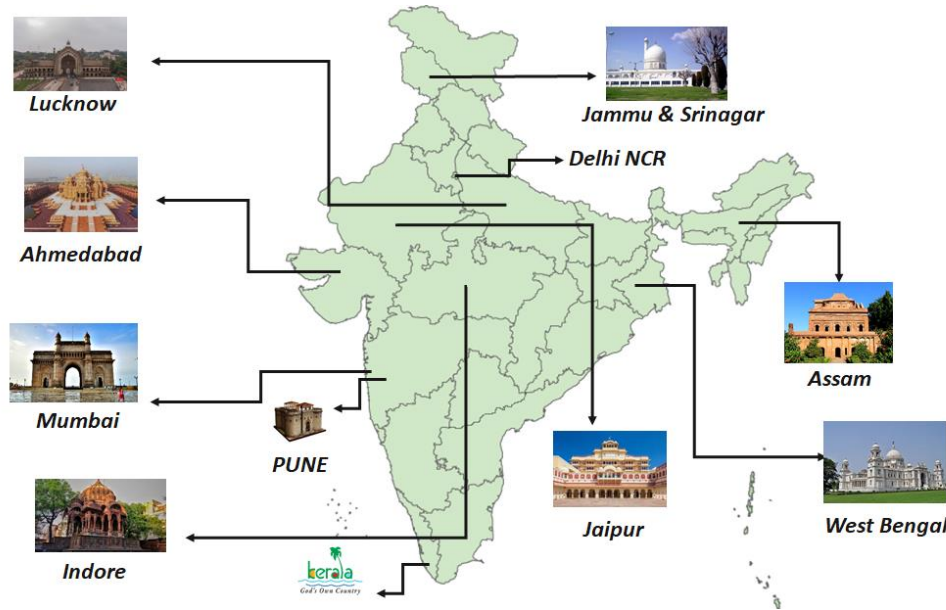 Lucknow
Jammu & Srinagar
Delhi NCR
Ahmedabad
Assam
Mumbai
PUNE
Jaipur
West Bengal
Indore
kerala
God's Own Country